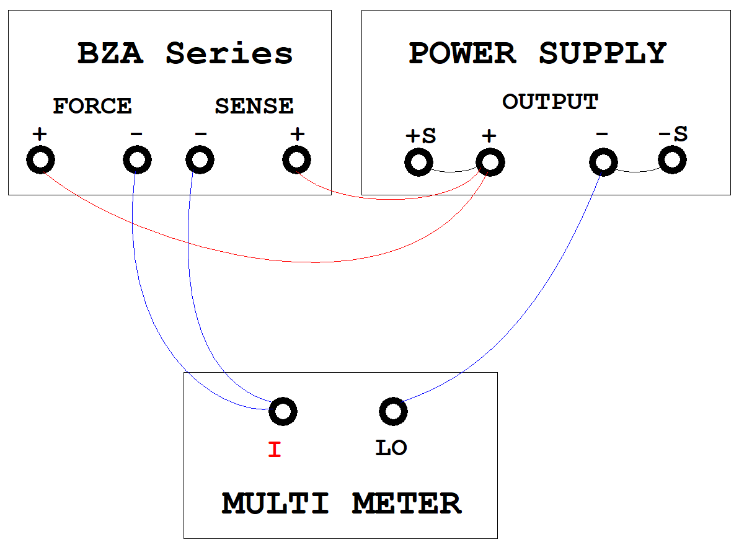 BZA Series
FORCE SENSE
+ - - +
POWER SUPPLY
OUTPUT
+S + - -S
I LO
MULTI METER